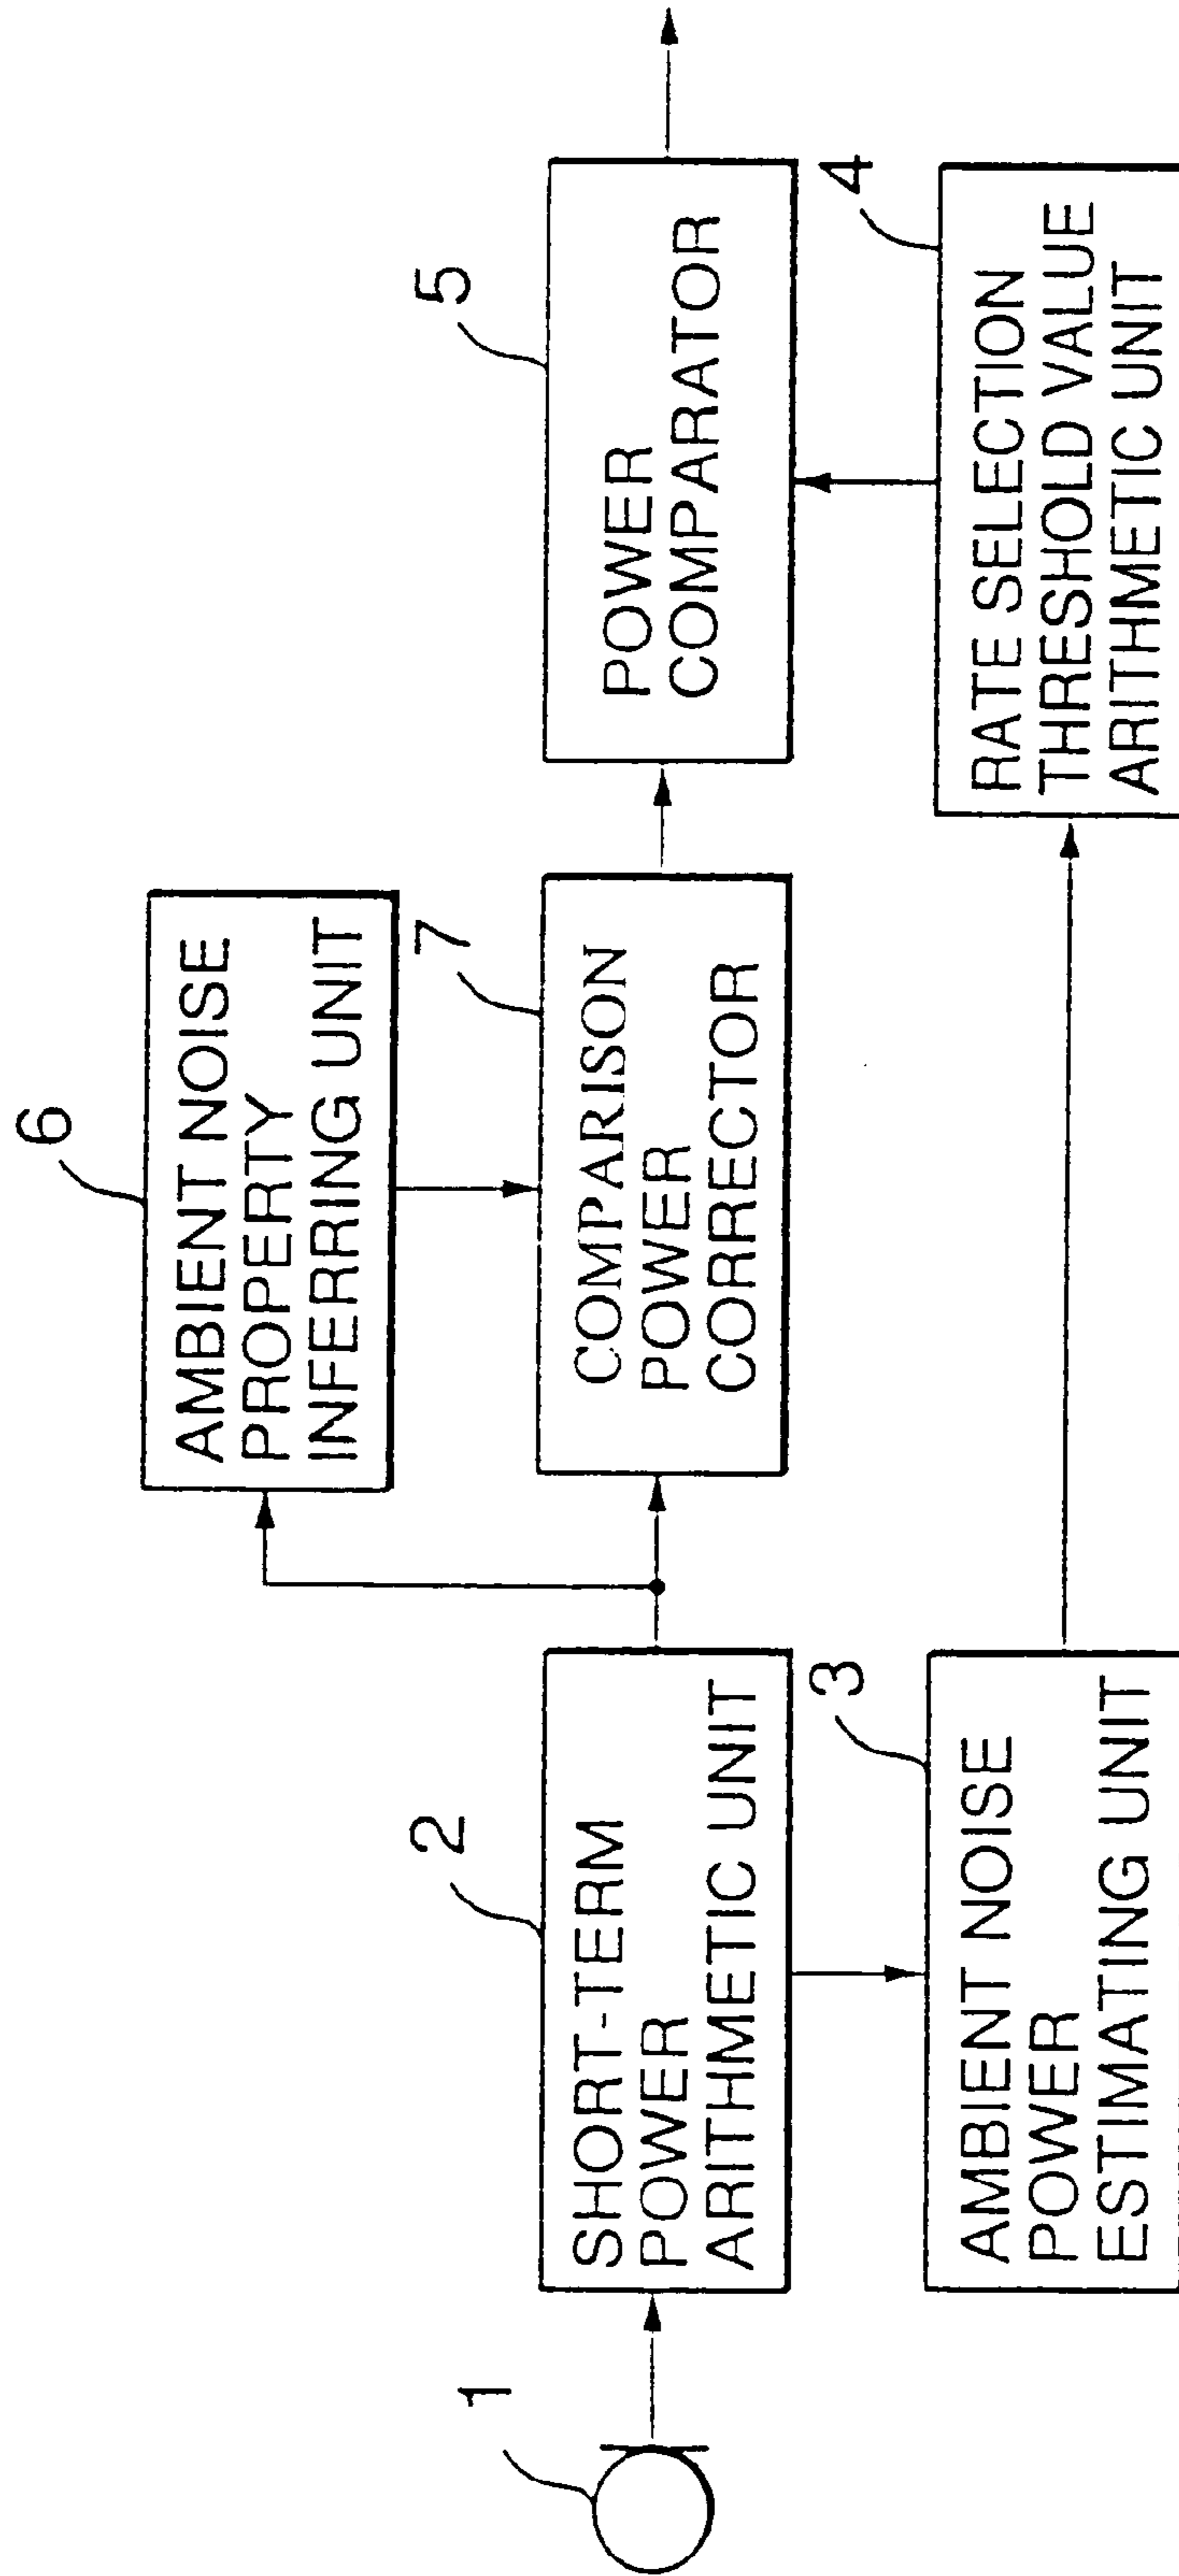 6
AMBIENT NOISE
PROPERTY
INFERRING UNIT
1
2
SHORT-TERM
POWER
ARITHMETIC UNIT
7
COMPARISON
POWER
CORRECTOR
5
POWER
COMPARATOR
3
AMBIENT NOISE
POWER
ESTIMATING UNIT
4
RATE SELECTION
THRESHOLD VALUE
ARITHMETIC UNIT